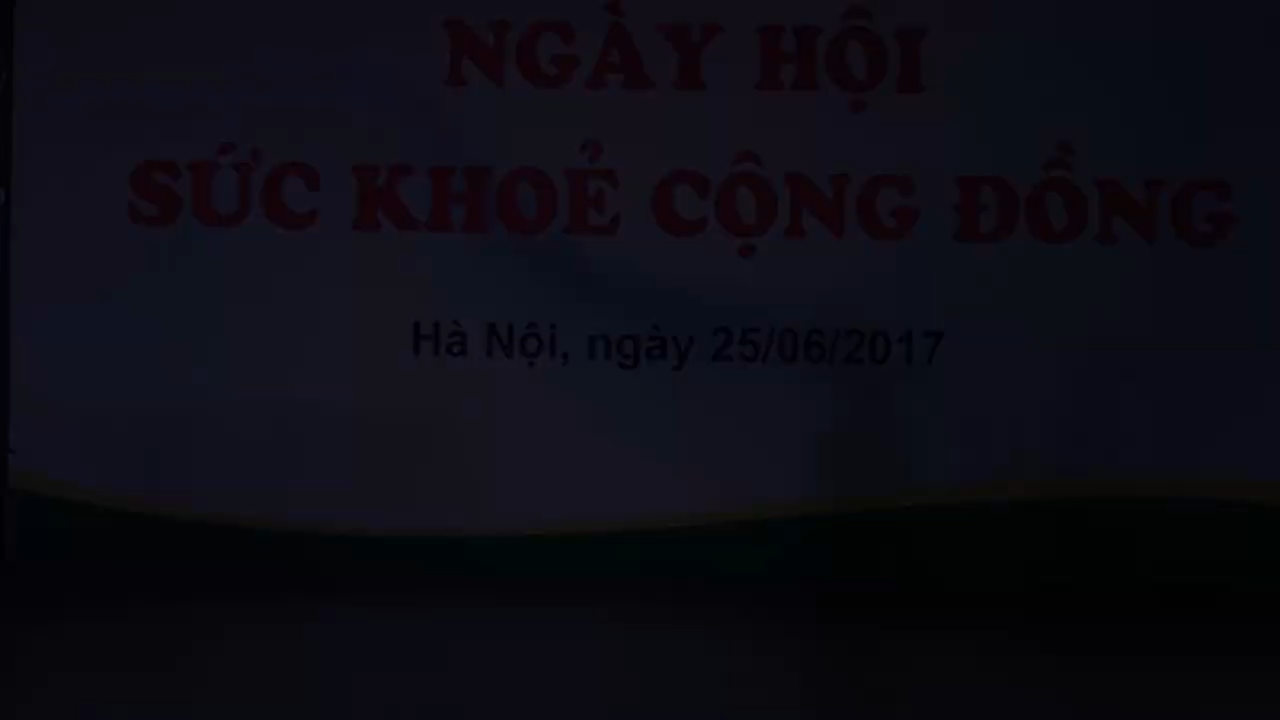 NGÀY HỘI
SỨC KHOẺ CỘNG ĐỒNG
Hà Nội, ngày 25/06/2017